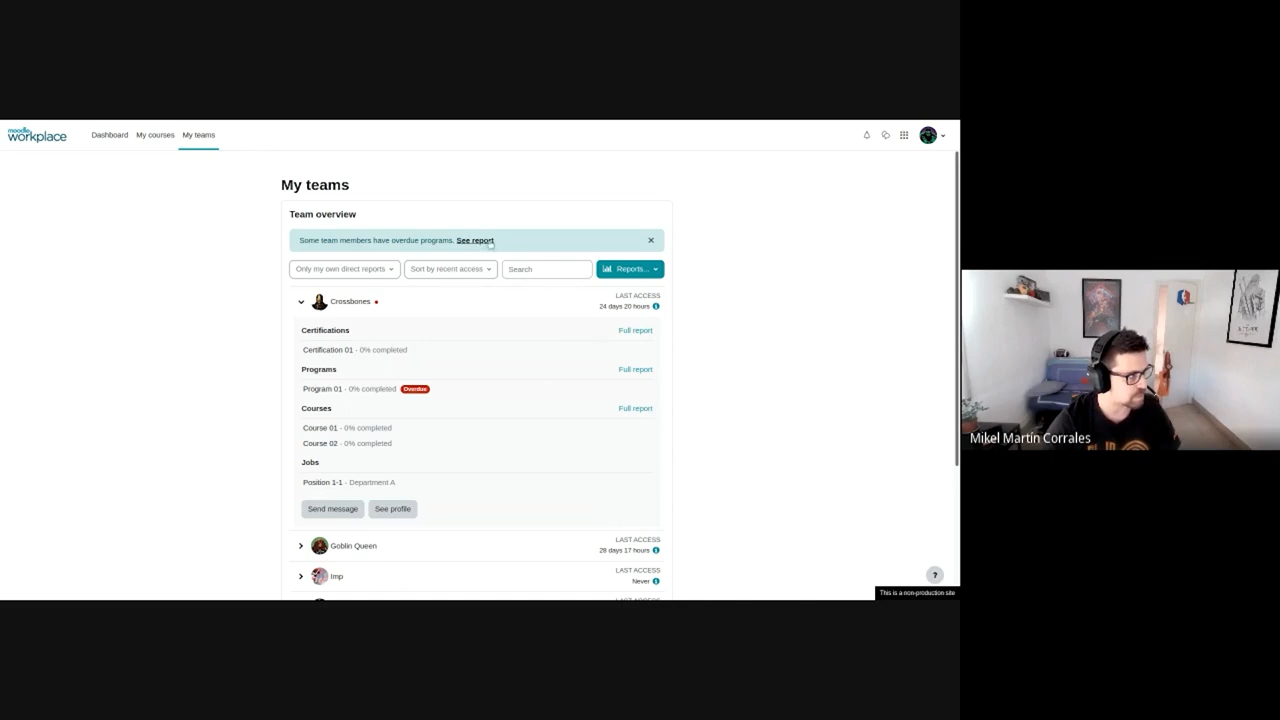 moodle
workplace
Dashboard
My courses
My teams
My teams
Team overview
Some team members have overdue programs. See report
Only my own direct reports
Sort by recent access
Search
Reports...
Crossbones
LAST ACCESS
24 days 20 hours
Certifications
Full report
Certification 01 - 0% completed
Programs
Full report
Program 01 - 0% completed Overdue
Courses
Full report
Course 01 - 0% completed
Course 02 - 0% completed
Jobs
Position 1-1 - Department A
Send message
See profile
Goblin Queen
LAST ACCESS
28 days 17 hours
Imp
LAST ACCESS
Never
?
This is a non-production site
Mikel Martín Corrales